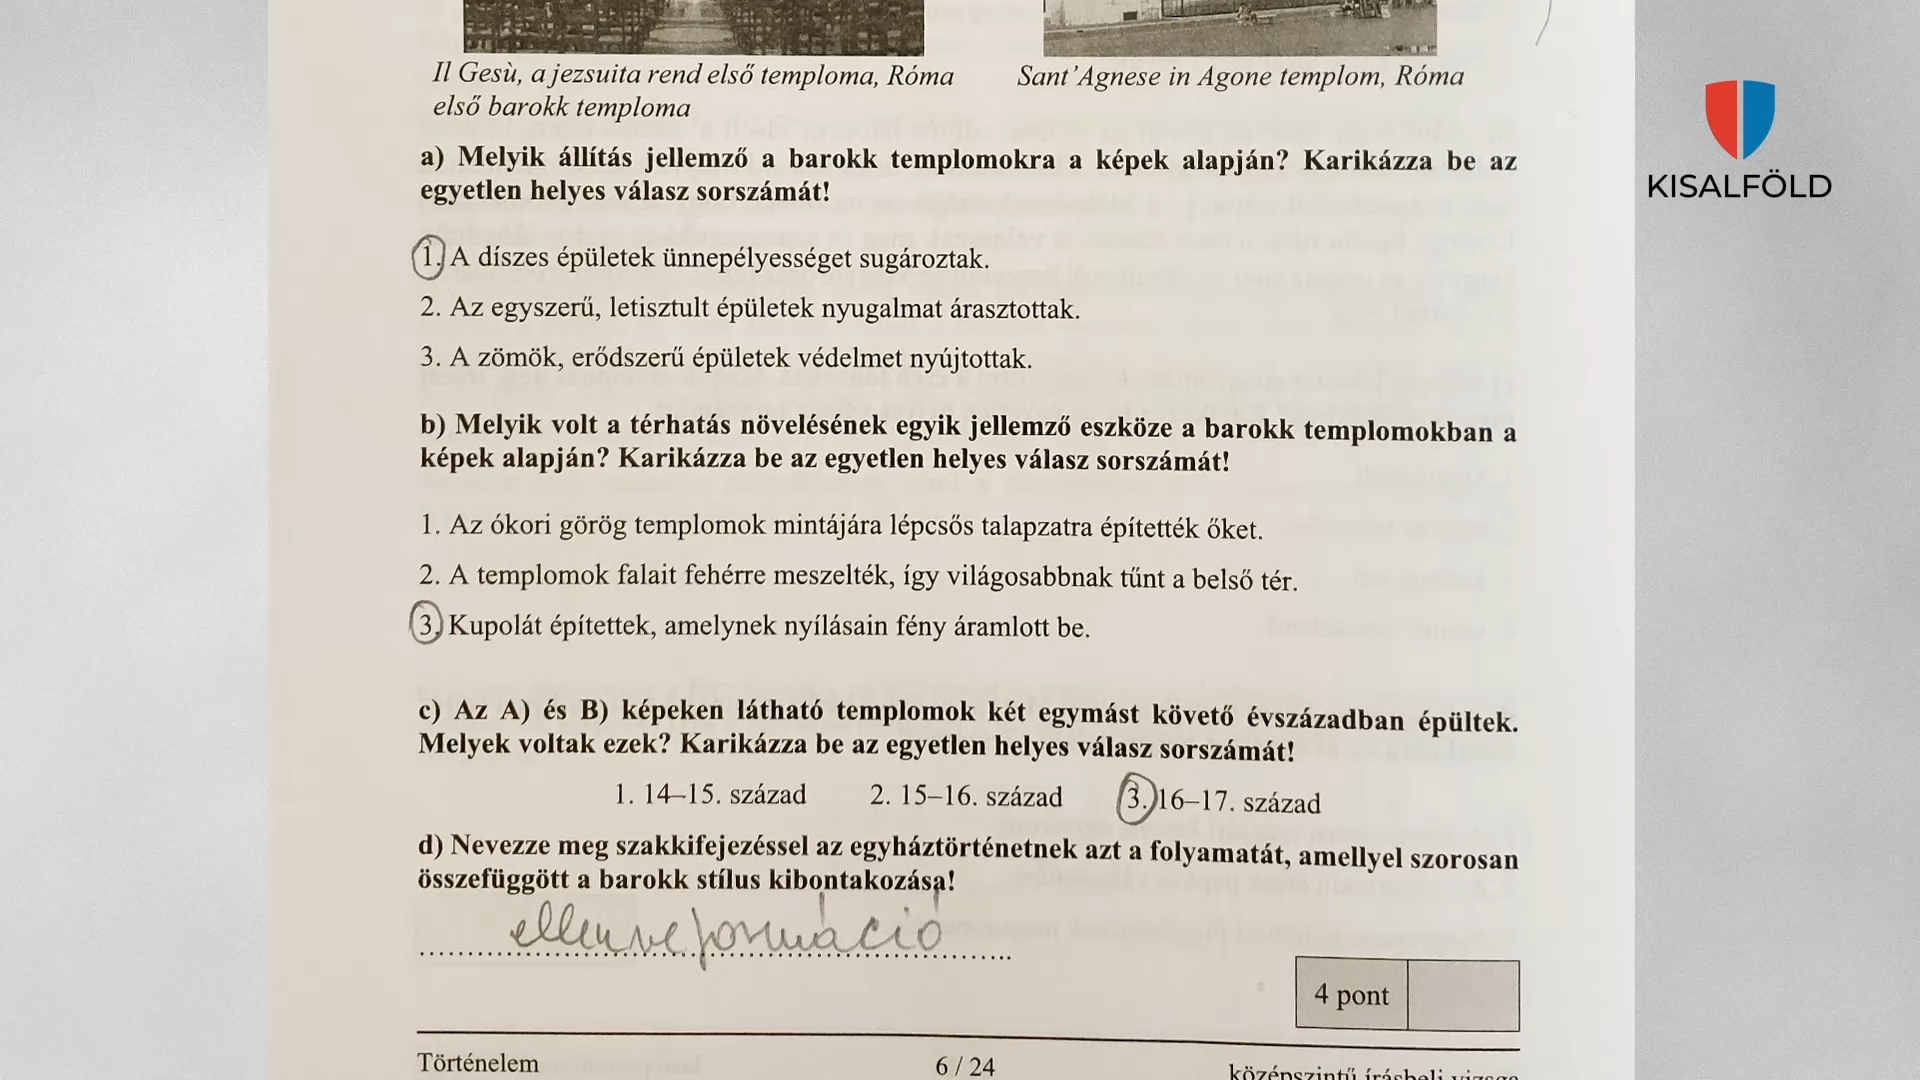 Il Gesù, a jezsuita rend első temploma, Róma
első barokk temploma
Sant'Agnese in Agone templom, Róma
KISALFÖLD
a) Melyik állítás jellemző a barokk templomokra a képek alapján? Karikázza be az
egyetlen helyes válasz sorszámát!
1. A díszes épületek ünnepélyességet sugároztak.
2. Az egyszerű, letisztult épületek nyugalmat árasztottak.
3. A zömök, erődszerű épületek védelmet nyújtottak.
b) Melyik volt a térhatás növelésének egyik jellemző eszköze a barokk templomokban a
képek alapján? Karikázza be az egyetlen helyes válasz sorszámát!
1. Az ókori görög templomok mintájára lépcsős talapzatra építették őket.
2. A templomok falait fehérre meszelték, így világosabbnak tűnt a belső tér.
3. Kupolát építettek, amelynek nyílásain fény áramlott be.
c) Az A) és B) képeken látható templomok két egymást követő évszázadban épültek.
Melyek voltak ezek? Karikázza be az egyetlen helyes válasz sorszámát!
1. 14–15. század 2. 15–16. század 3. 16–17. század
d) Nevezze meg szakkifejezéssel az egyháztörténetnek azt a folyamatát, amellyel szorosan
összefüggött a barokk stílus kibontakozása!
ellenreformáció
4 pont
Történelem 6 / 24 középszintű írásbeli vizsga